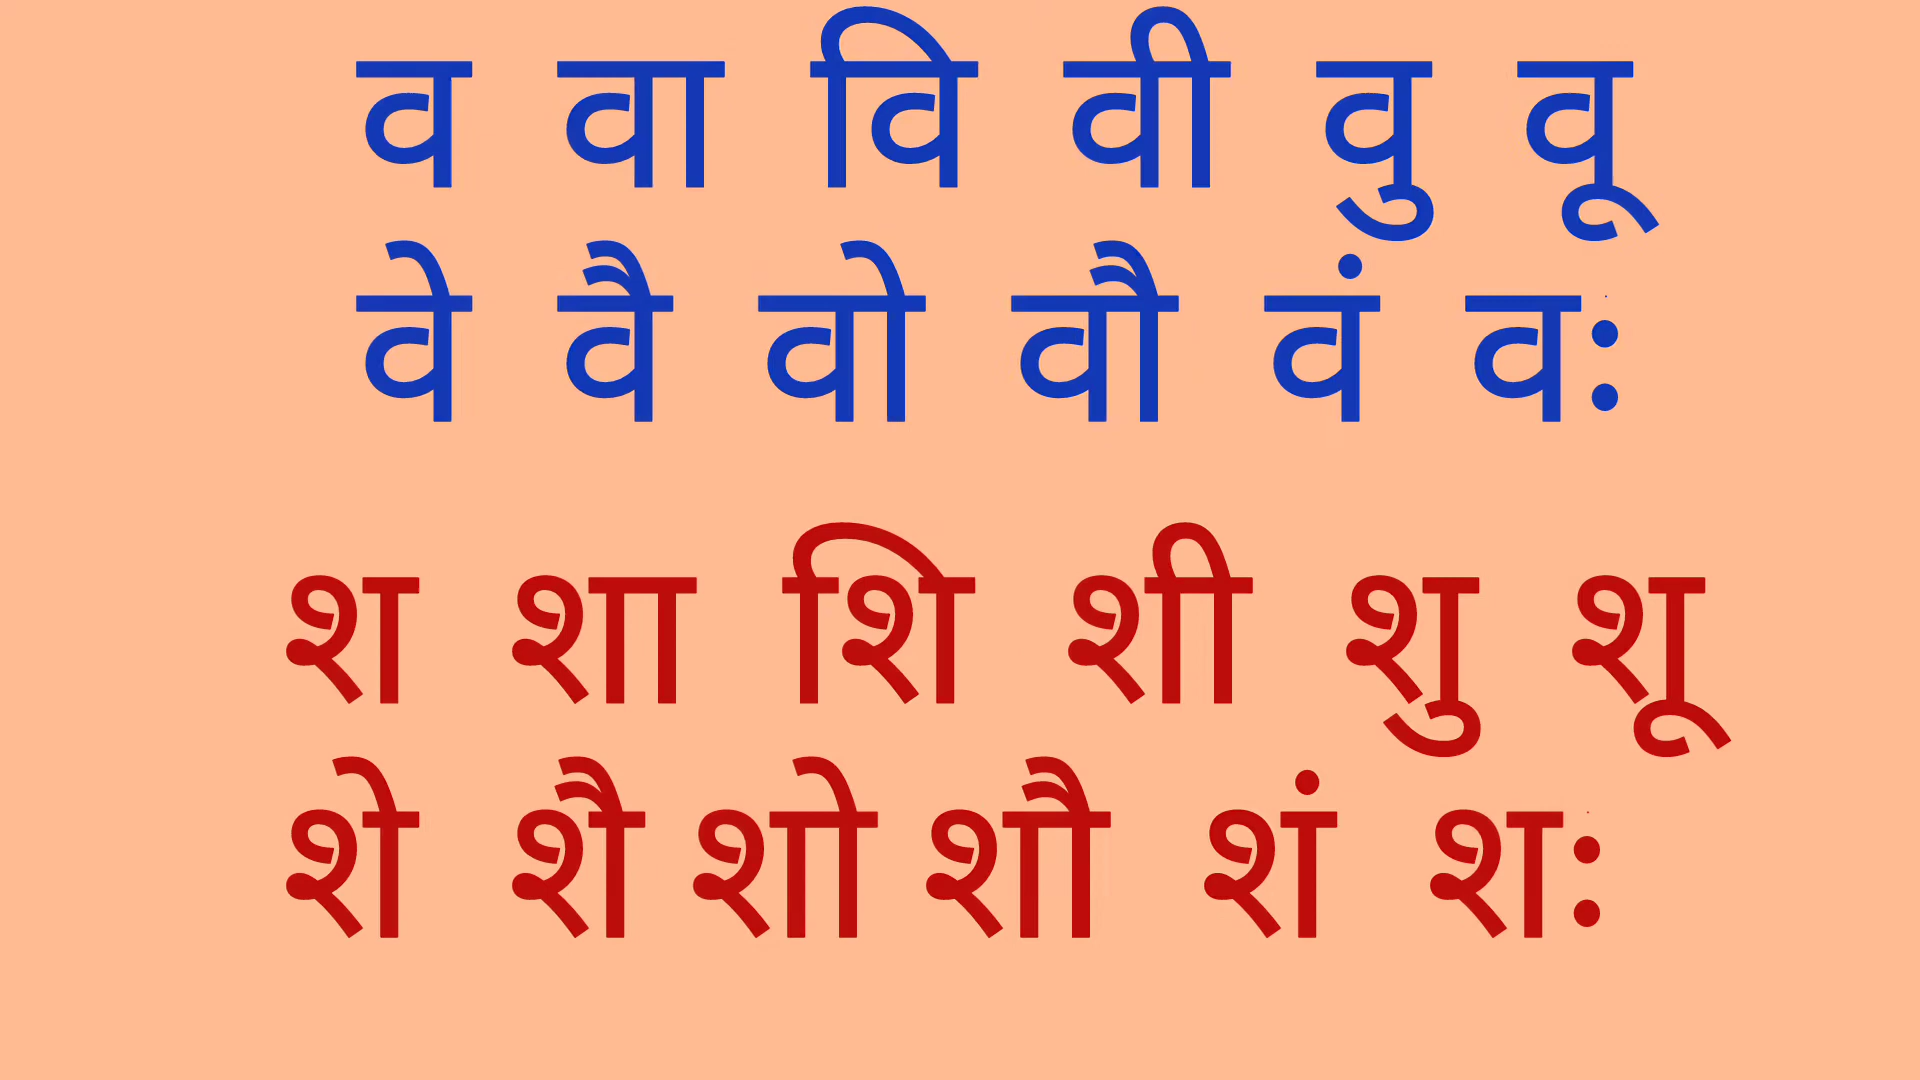 व वा वि वी वु वू
वे वै वो वौ वं वः
श शा शि शी शु शू
शे शै शो शौ शं शः